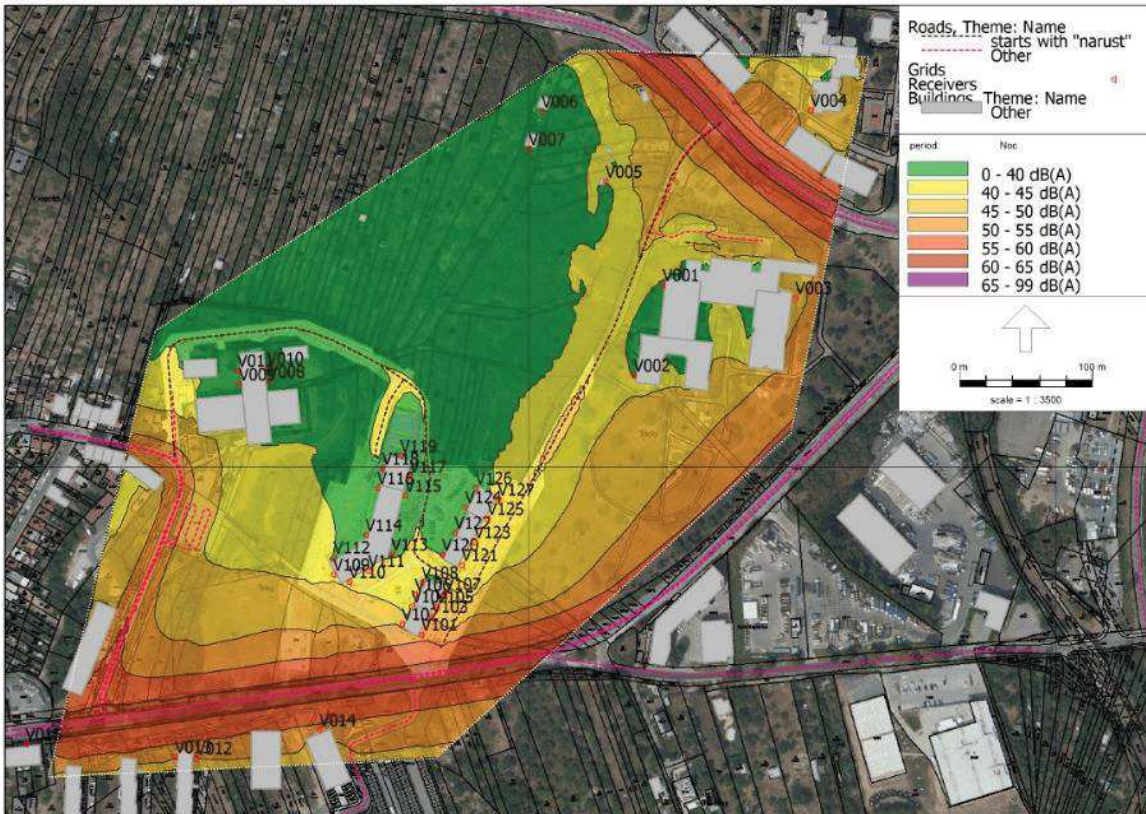 Roads, Theme: Name
starts with "narust"
Other
Grids
Receivers
Buildings, Theme: Name
Other
period: Noc
0 - 40 dB(A)
40 - 45 dB(A)
45 - 50 dB(A)
50 - 55 dB(A)
55 - 60 dB(A)
60 - 65 dB(A)
65 - 99 dB(A)
0 m 100 m
scale = 1 : 3500
V006
V004
V007
V005
V001
V003
V002
V010
V009 V008
V119
V118
V117
V116
V115
V126
V124 V127
V125
V114
V122
V123
V112
V113
V120
V121
V109
V111
V110
V108
V107
V105
V103
V102
V101
V014
V013
V012